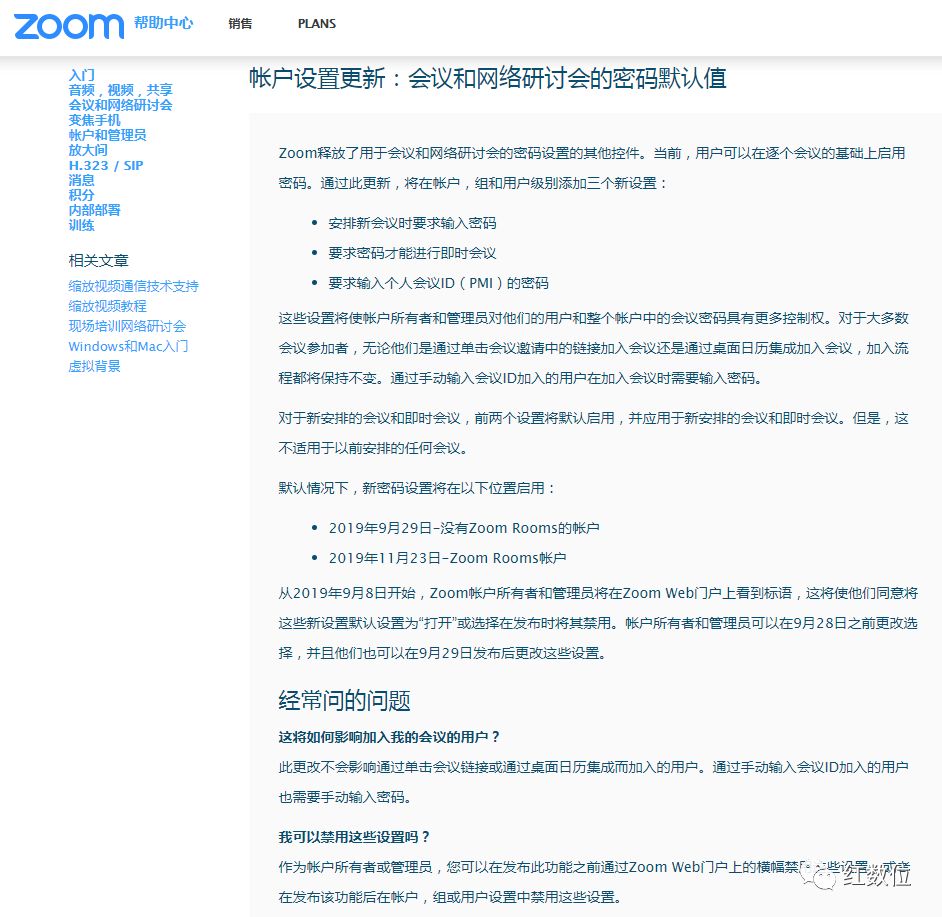 zoom 帮助中心 销售 PLANS
入门
音频，视频，共享
会议和网络研讨会
变焦手机
帐户和管理员
放大间
H.323 / SIP
消息
积分
内部部署
训练
相关文章
缩放视频通信技术支持
缩放视频教程
现场培训网络研讨会
Windows和Mac入门
虚拟背景
帐户设置更新：会议和网络研讨会的密码默认值
Zoom释放了用于会议和网络研讨会的密码设置的其他控件。当前，用户可以在逐个会议的基础上启用
密码。通过此更新，将在帐户，组和用户级别添加三个新设置：
• 安排新会议时要求输入密码
• 要求密码才能进行即时会议
• 要求输入个人会议ID（PMI）的密码
这些设置将使帐户所有者和管理员对他们的用户和整个帐户中的会议密码具有更多控制权。对于大多数
会议参加者，无论他们是通过单击会议邀请中的链接加入会议还是通过桌面日历集成加入会议，加入流
程都将保持不变。通过手动输入会议ID加入的用户在加入会议时需要输入密码。
对于新安排的会议和即时会议，前两个设置将默认启用，并应用于新安排的会议和即时会议。但是，这
不适用于以前安排的任何会议。
默认情况下，新密码设置将在以下位置启用：
• 2019年9月29日-没有Zoom Rooms的帐户
• 2019年11月23日-Zoom Rooms帐户
从2019年9月8日开始，Zoom帐户所有者和管理员将在Zoom Web门户上看到标语，这将使他们同意将
这些新设置默认设置为“打开”或选择在发布时将其禁用。帐户所有者和管理员可以在9月28日之前更改选
择，并且他们也可以在9月29日发布后更改这些设置。
经常问的问题
这将如何影响加入我的会议的用户？
此更改不会影响通过单击会议链接或通过桌面日历集成而加入的用户。通过手动输入会议ID加入的用户
也需要手动输入密码。
我可以禁用这些设置吗？
作为帐户所有者或管理员，您可以在发布此功能之前通过Zoom Web门户上的横幅禁用这些设置，或者
在发布该功能后在帐户，组或用户设置中禁用这些设置。
红数位